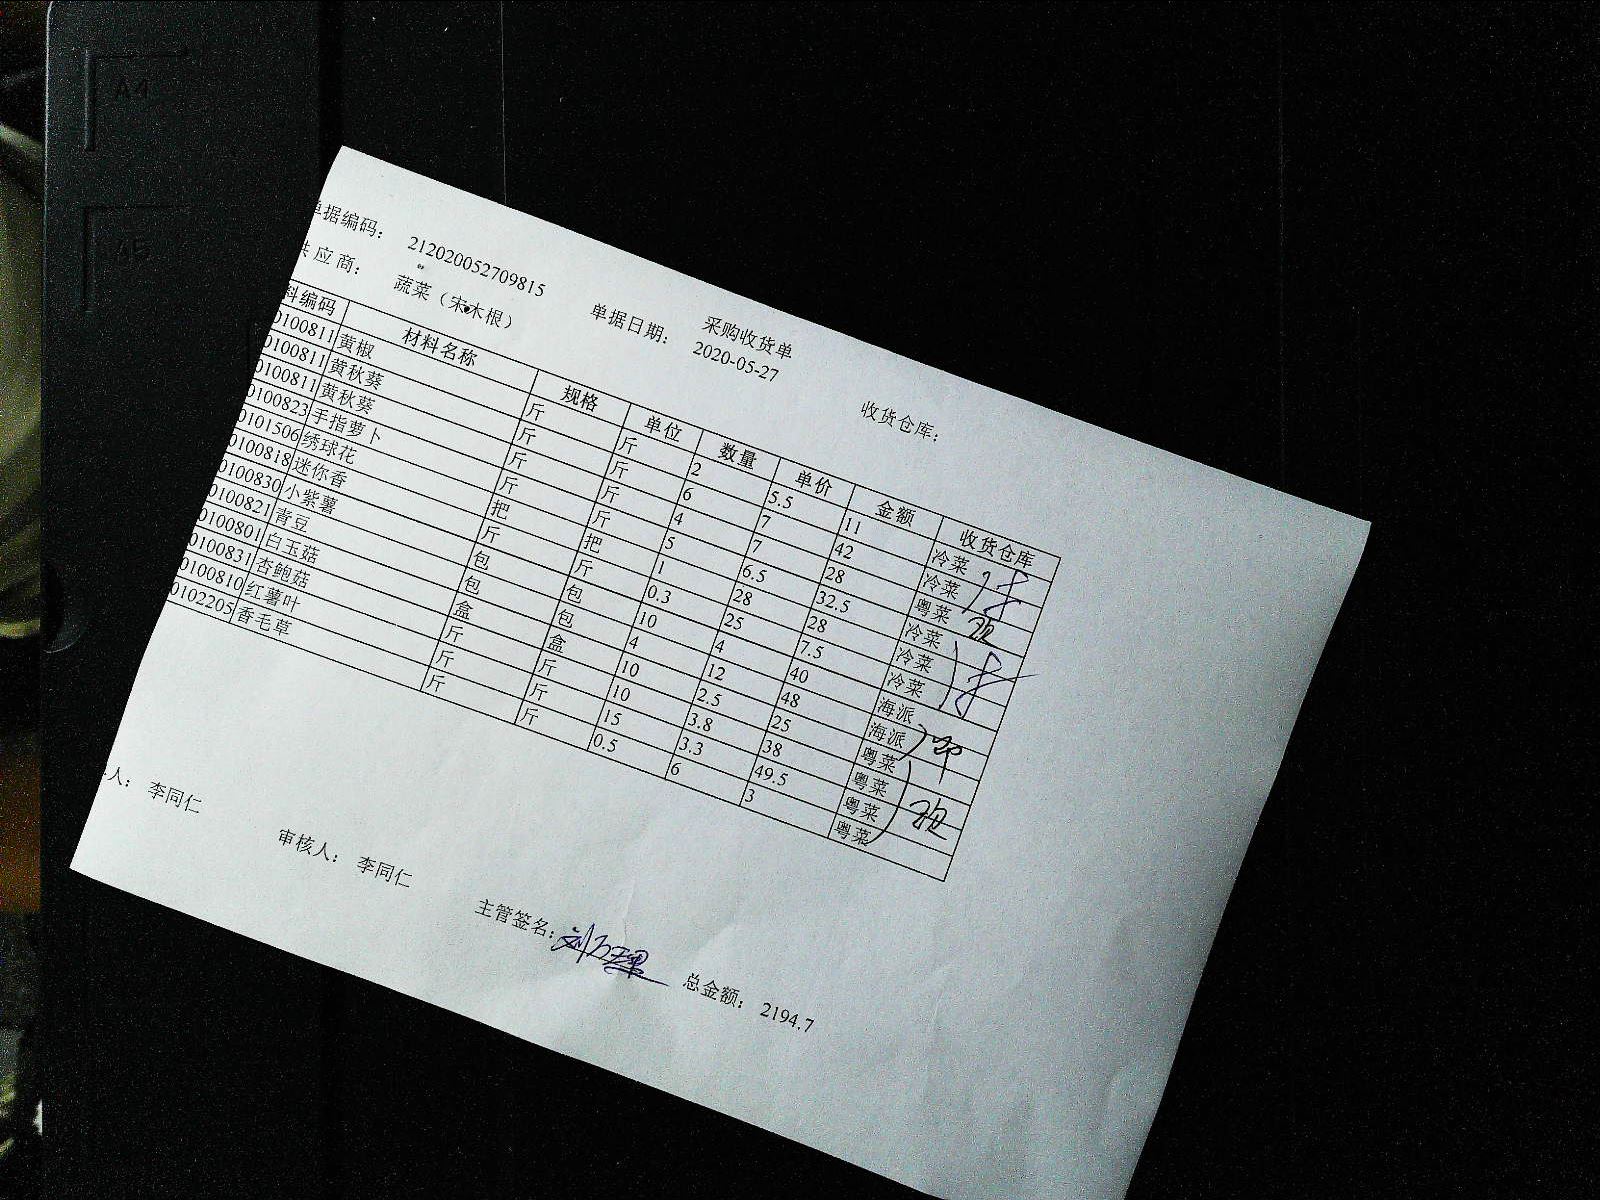 采购收货单
单据编码： 212020052709815 单据日期： 2020-05-27 收货仓库：
供应商： 蔬菜（宋木根）
料编码 材料名称 规格 单位 数量 单价 金额 收货仓库
0100811 黄椒 斤 斤 2 5.5 11 冷菜
0100811 黄秋葵 斤 斤 6 7 42 冷菜
0100811 黄秋葵 斤 斤 4 7 28 粤菜
0100823 手指萝卜 斤 斤 5 6.5 32.5 冷菜
0101506 绣球花 把 把 1 28 28 冷菜
0100818 迷你香 斤 斤 0.3 25 7.5 冷菜
0100830 小紫薯 包 包 10 4 40 海派
0100821 青豆 包 包 4 12 48 海派
0100801 白玉菇 盒 盒 10 2.5 25 粤菜
0100831 杏鲍菇 斤 斤 10 3.8 38 粤菜
0100810 红薯叶 斤 斤 15 3.3 49.5 粤菜
0102205 香毛草 斤 斤 0.5 6 3 粤菜
人： 李同仁 审核人： 李同仁 主管签名： 总金额： 2194.7
A4
A5